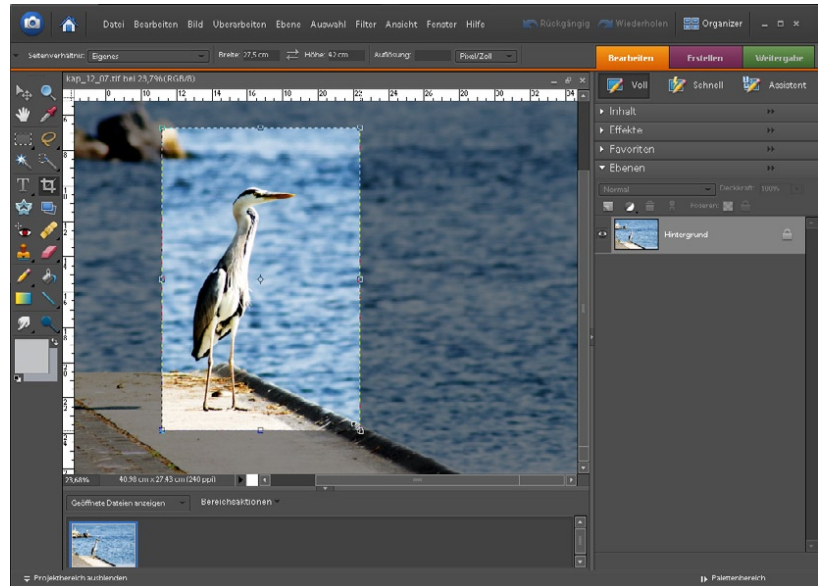 Datei Bearbeiten Bild Überarbeiten Ebene Auswahl Filter Ansicht Fenster Hilfe Rückgängig Wiederholen Organizer
Seitenverhältnis: Eigenes Breite: 27,5 cm Höhe: 42 cm Auflösung: Pixel/Zoll
Bearbeiten Erstellen Weitergabe
kap_12_07.tif bei 23,7% (RGB/8)
Voll Schnell Assistent
Inhalt
Effekte
Favoriten
Ebenen
Normal Deckkraft: 100%
Fixieren:
Hintergrund
23,68% 40,98 cm x 27,43 cm (240 ppi)
Geöffnete Dateien anzeigen Bereichsaktionen
Projektbereich ausblenden Palettenbereich